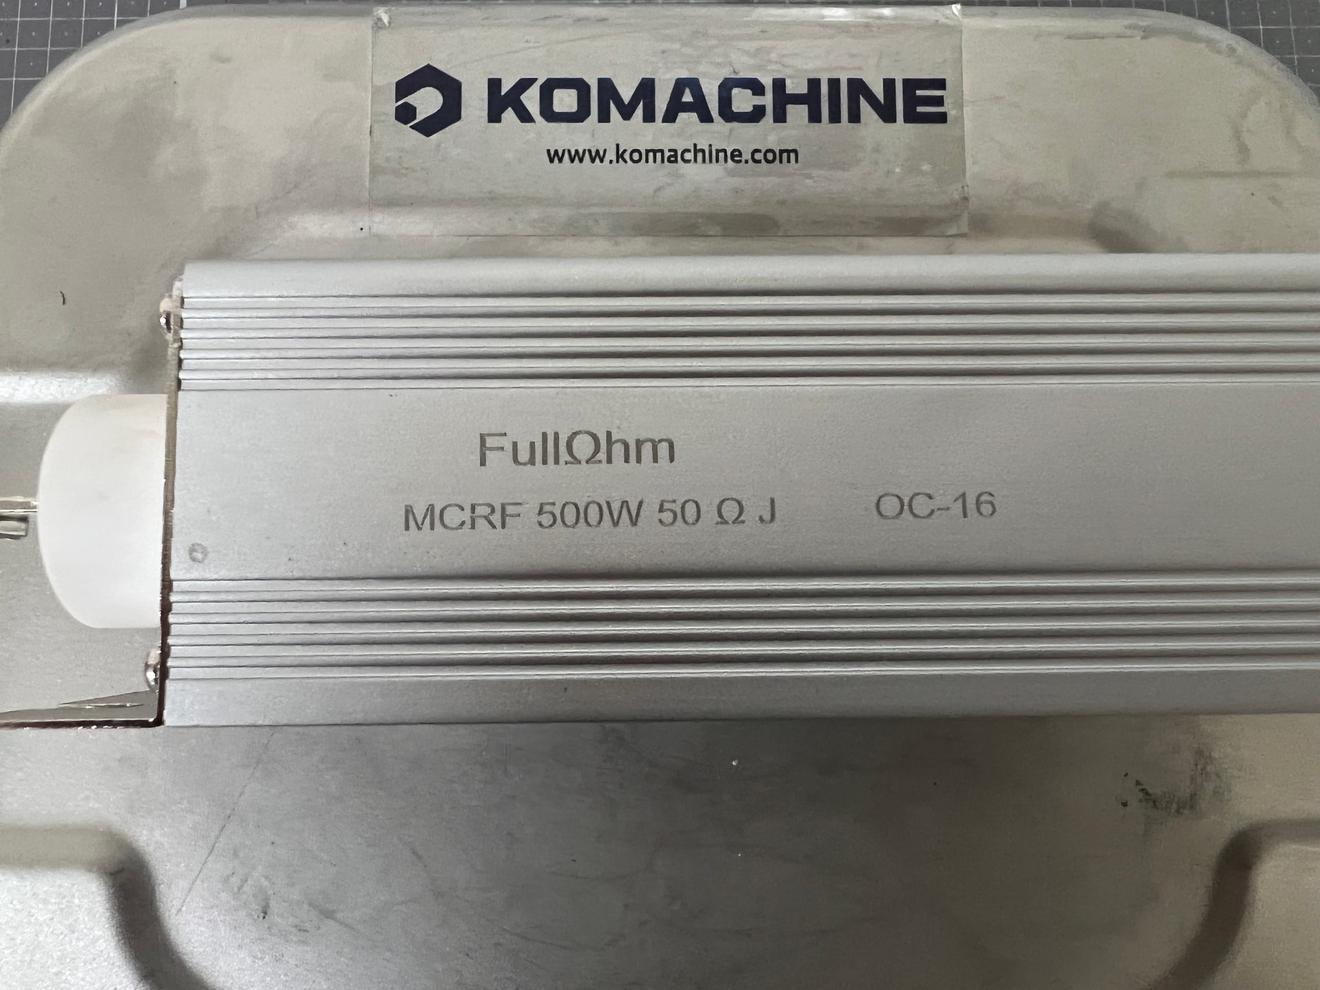 KOMACHINE
www.komachine.com
FullΩhm
MCRF 500W 50 Ω J OC-16